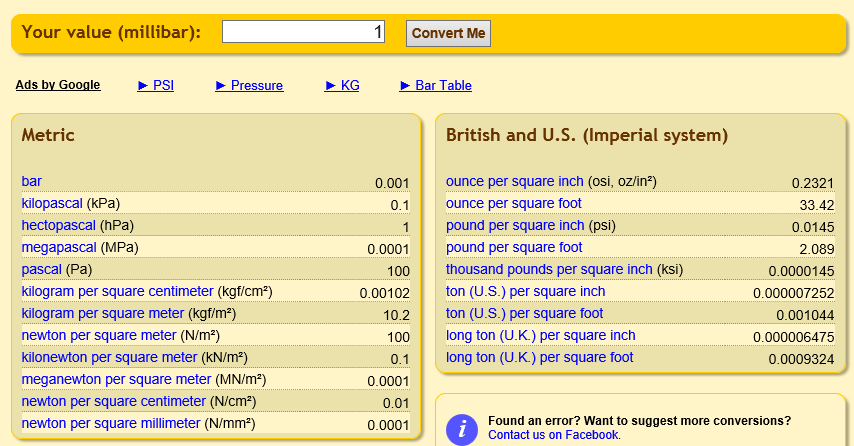 Your value (millibar): 1 Convert Me
Ads by Google ► PSI ► Pressure ► KG ► Bar Table
Metric
bar 0.001
kilopascal (kPa) 0.1
hectopascal (hPa) 1
megapascal (MPa) 0.0001
pascal (Pa) 100
kilogram per square centimeter (kgf/cm²) 0.00102
kilogram per square meter (kgf/m²) 10.2
newton per square meter (N/m²) 100
kilonewton per square meter (kN/m²) 0.1
meganewton per square meter (MN/m²) 0.0001
newton per square centimeter (N/cm²) 0.01
newton per square millimeter (N/mm²) 0.0001
British and U.S. (Imperial system)
ounce per square inch (osi, oz/in²) 0.2321
ounce per square foot 33.42
pound per square inch (psi) 0.0145
pound per square foot 2.089
thousand pounds per square inch (ksi) 0.0000145
ton (U.S.) per square inch 0.000007252
ton (U.S.) per square foot 0.001044
long ton (U.K.) per square inch 0.000006475
long ton (U.K.) per square foot 0.0009324
i
Found an error? Want to suggest more conversions?
Contact us on Facebook.